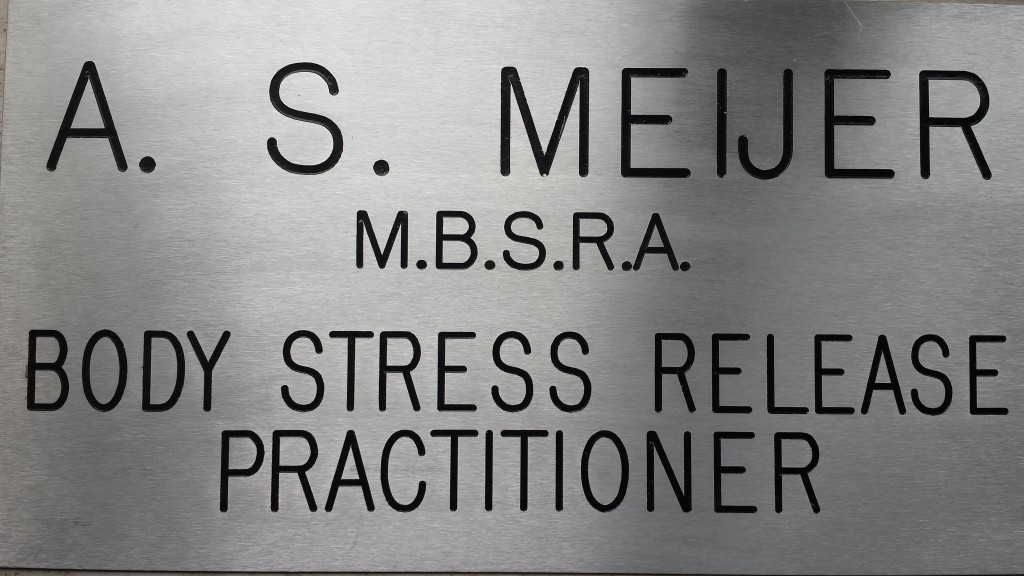 A. S. MEIJER
M.B.S.R.A.
BODY STRESS RELEASE
PRACTITIONER